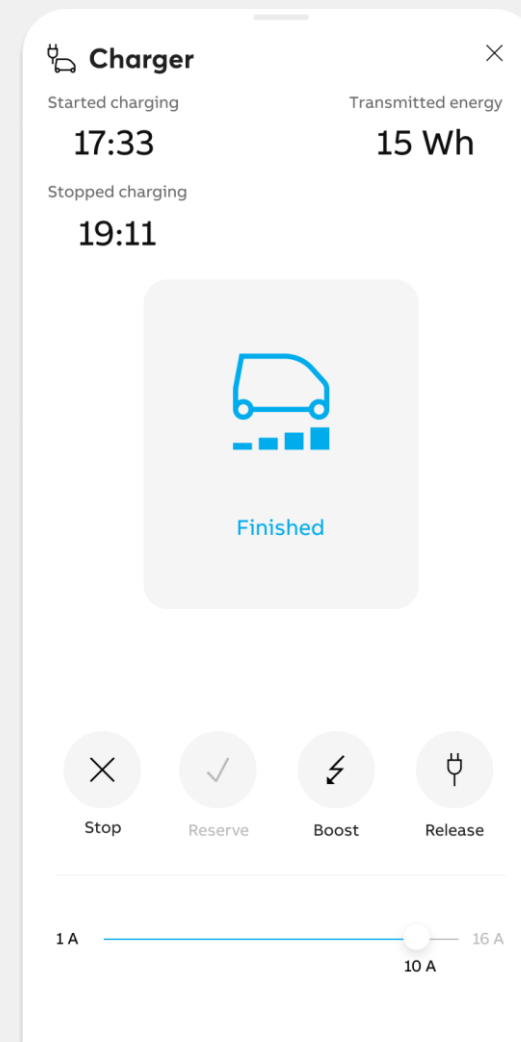 Charger
Started charging
Transmitted energy
17:33
15 Wh
Stopped charging
19:11
Finished
Stop
Reserve
Boost
Release
1 A
16 A
10 A